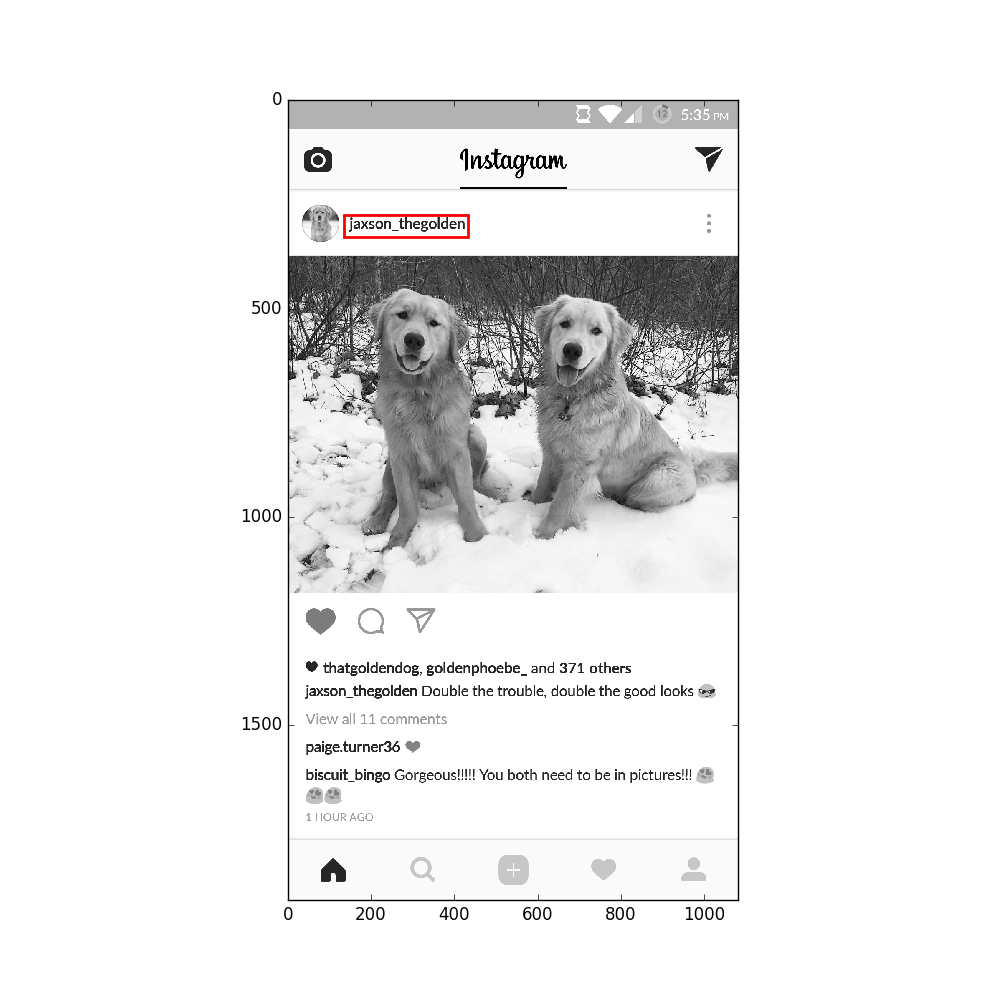 0
12
5:35 PM
Instagram
jaxson_thegolden
500
1000
thatgoldendog, goldenphoebe_ and 371 others
jaxson_thegolden Double the trouble, double the good looks
View all 11 comments
1500
paige.turner36
biscuit_bingo Gorgeous!!!!! You both need to be in pictures!!!
1 HOUR AGO
0 200 400 600 800 1000